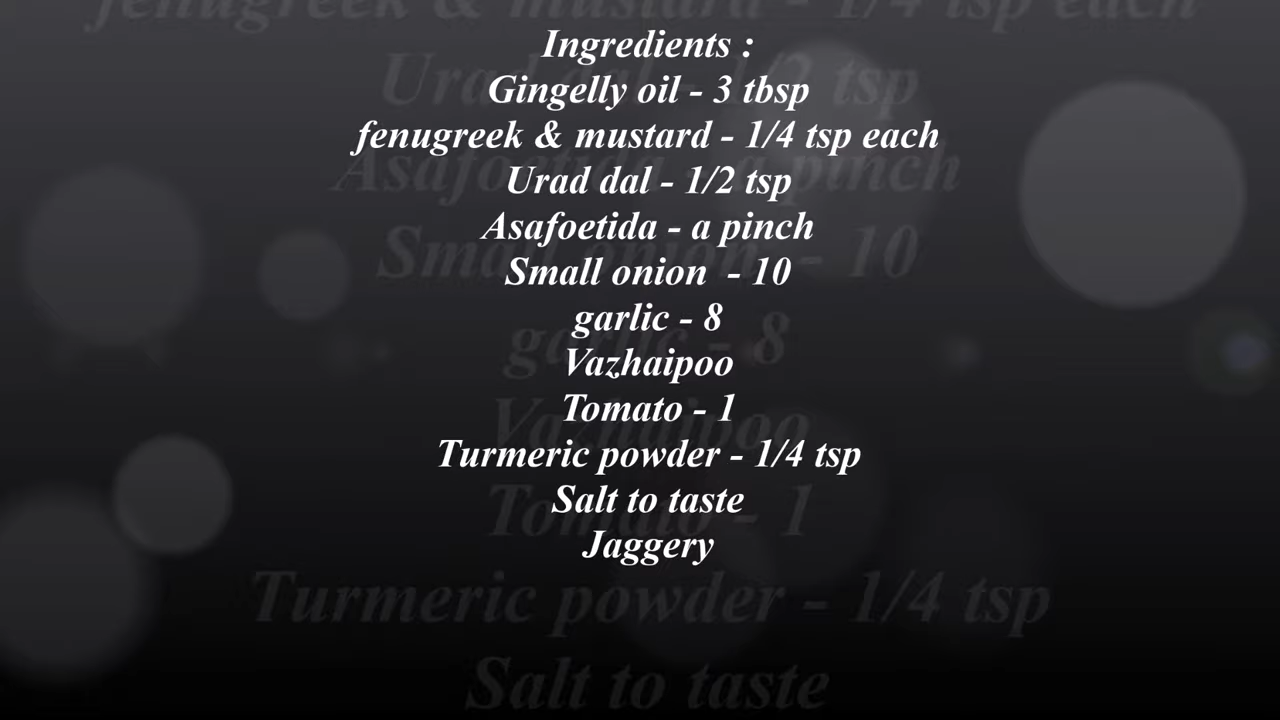 Ingredients :
Gingelly oil - 3 tbsp
fenugreek & mustard - 1/4 tsp each
Urad dal - 1/2 tsp
Asafoetida - a pinch
Small onion  - 10
garlic - 8
Vazhaipoo
Tomato - 1
Turmeric powder - 1/4 tsp
Salt to taste
Jaggery